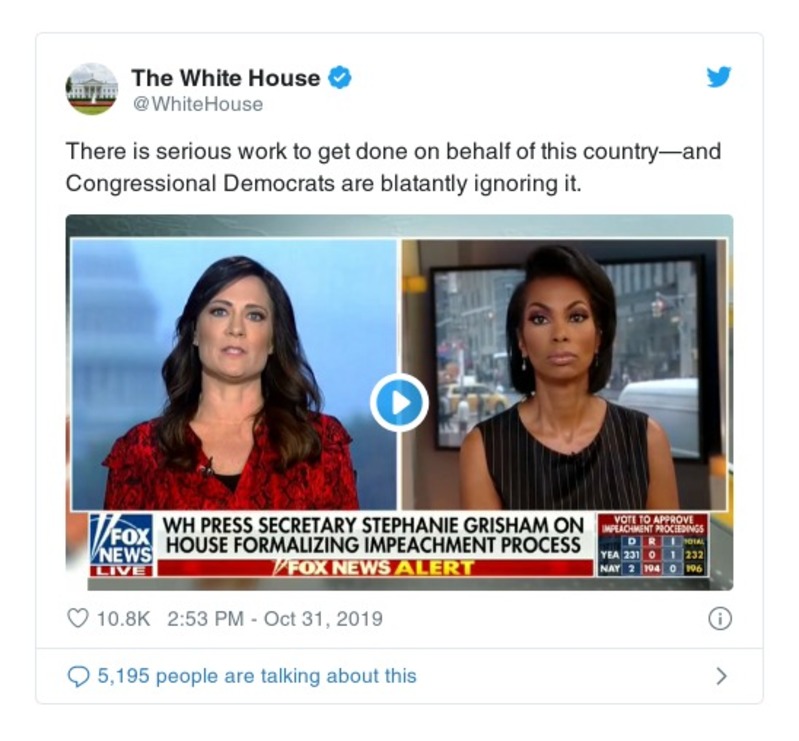 The White House
@WhiteHouse
There is serious work to get done on behalf of this country—and
Congressional Democrats are blatantly ignoring it.
FOX
NEWS
LIVE
WH PRESS SECRETARY STEPHANIE GRISHAM ON
HOUSE FORMALIZING IMPEACHMENT PROCESS
FOX NEWS ALERT
VOTE TO APPROVE
IMPEACHMENT PROCEEDINGS
D R I TOTAL
YEA 231 0 1 232
NAY 2 194 0 196
10.8K 2:53 PM - Oct 31, 2019
5,195 people are talking about this